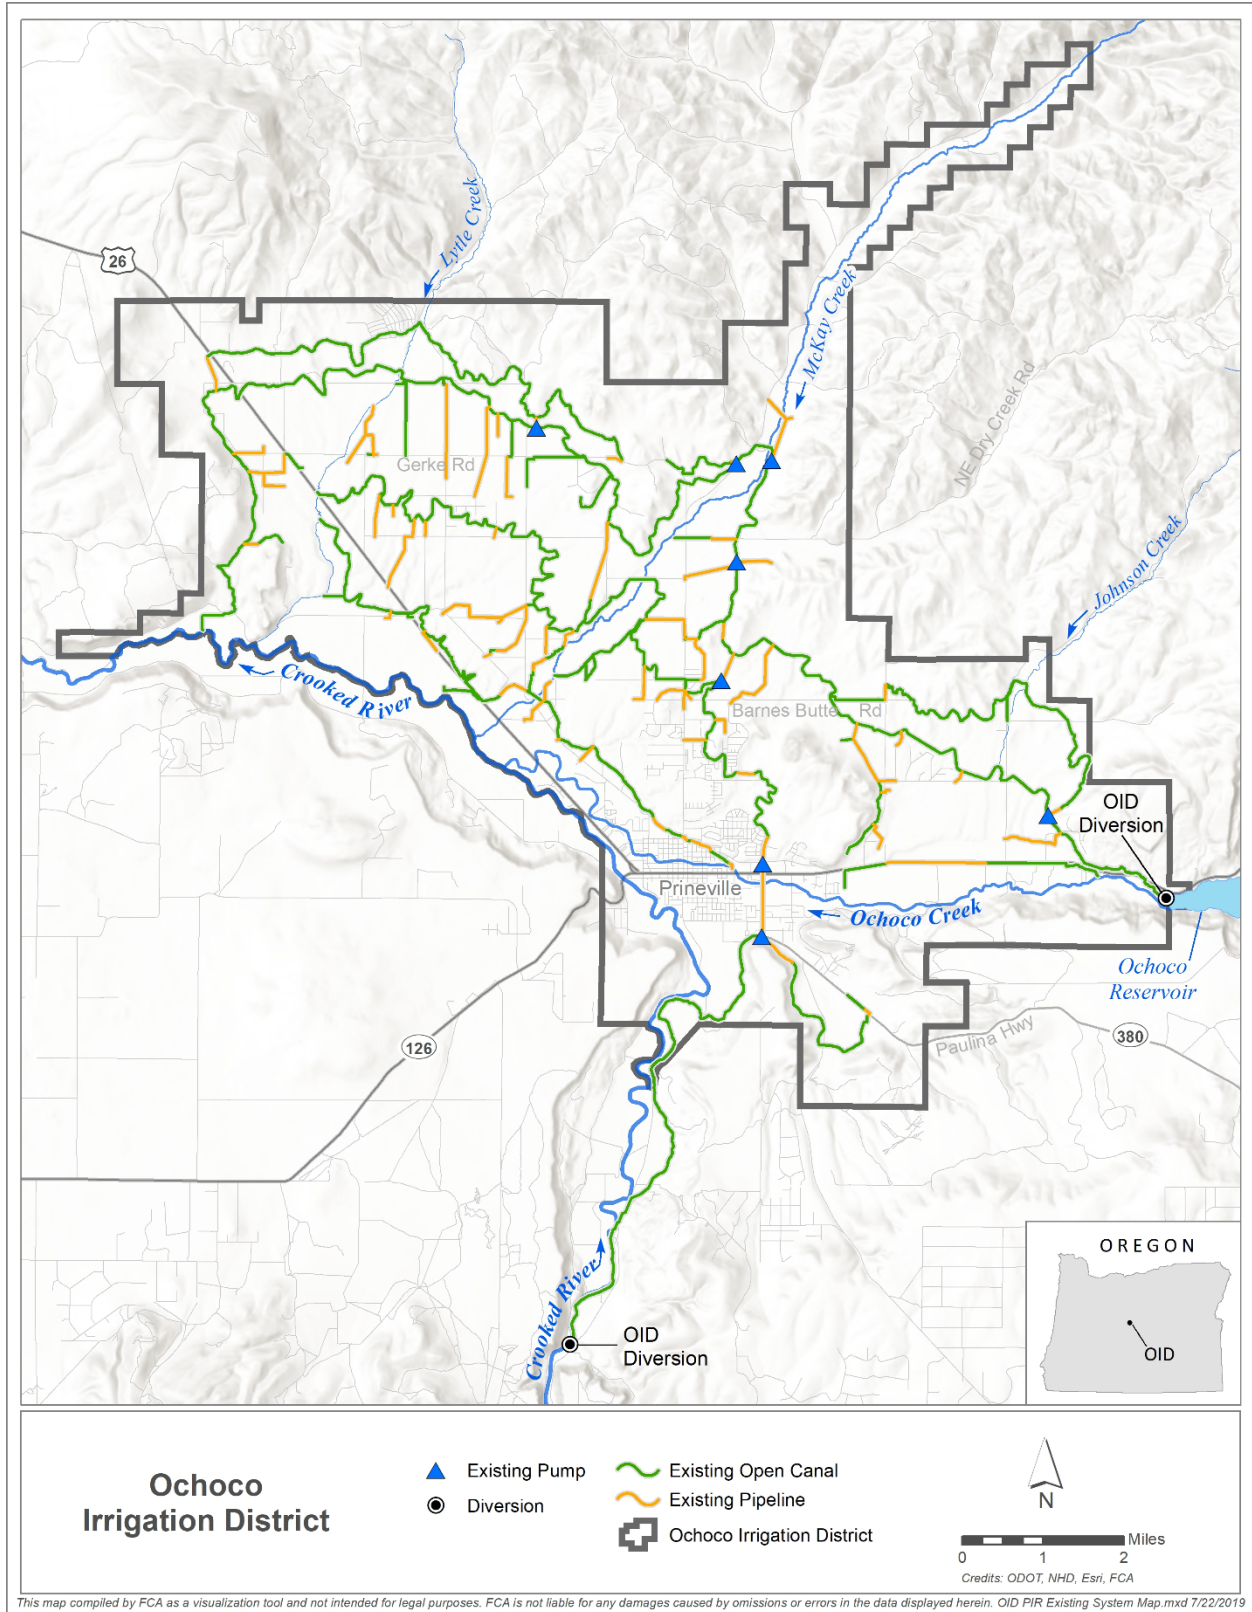 Lytle Creek
26
McKay Creek
NE Dry Creek Rd
Gerke Rd
Johnson Creek
Crooked River
Barnes Butte Rd
OID
Diversion
Prineville
Ochoco Creek
Ochoco
Reservoir
Paulina Hwy
380
126
Crooked River
OID
Diversion
OREGON
OID
Ochoco
Irrigation District
Existing Pump
Diversion
Existing Open Canal
Existing Pipeline
Ochoco Irrigation District
N
Miles
0 1 2
Credits: ODOT, NHD, Esri, FCA
This map compiled by FCA as a visualization tool and not intended for legal purposes. FCA is not liable for any damages caused by omissions or errors in the data displayed herein. OID PIR Existing System Map.mxd 7/22/2019